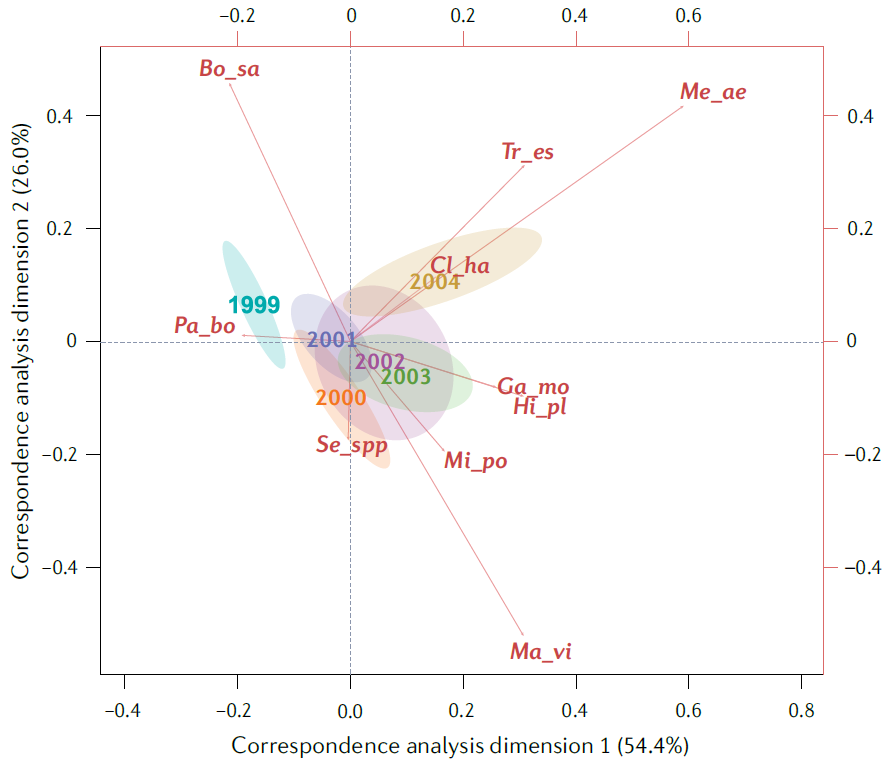 −0.2 0 0.2 0.4 0.6
Bo_sa
Me_ae
0.4 0.4
Tr_es
0.2 0.2
Cl_ha
2004
1999
Pa_bo
2001
0 0
2002
2003
Ga_mo
2000
Hi_pl
Se_spp
Mi_po
−0.2 −0.2
−0.4 −0.4
Ma_vi
−0.4 −0.2 0.0 0.2 0.4 0.6 0.8
Correspondence analysis dimension 1 (54.4%)
Correspondence analysis dimension 2 (26.0%)